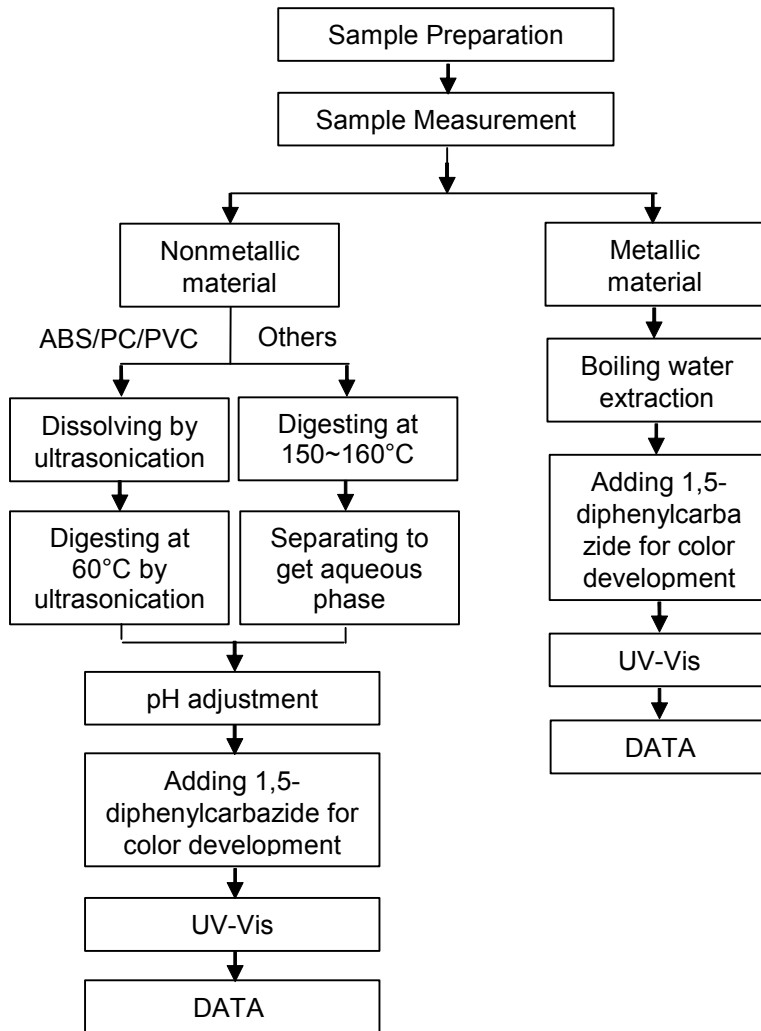 Sample Preparation
Sample Measurement
Nonmetallic
material
Metallic
material
ABS/PC/PVC
Others
Boiling water
extraction
Dissolving by
ultrasonication
Digesting at
150~160°C
Adding 1,5-
diphenylcarba
zide for color
development
Digesting at
60°C by
ultrasonication
Separating to
get aqueous
phase
UV-Vis
pH adjustment
DATA
Adding 1,5-
diphenylcarbazide for
color development
UV-Vis
DATA